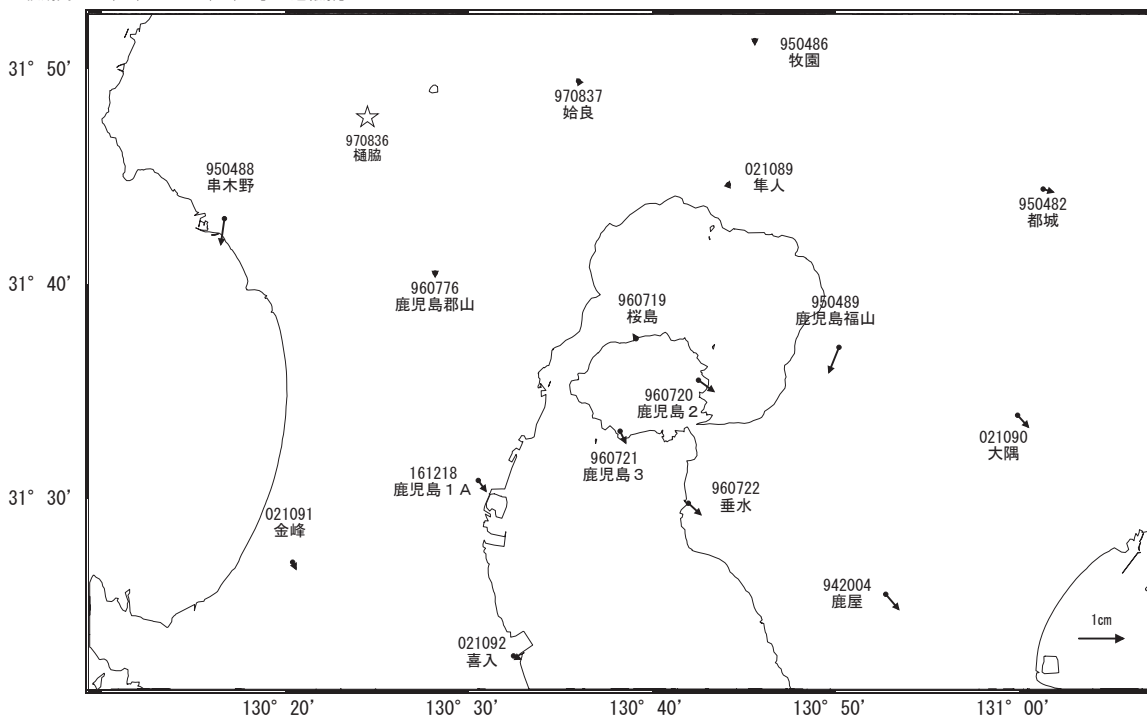 950486
牧園
31° 50'
970837
姶良
970836
樋脇
950488
串木野
021089
隼人
950482
都城
31° 40'
960776
鹿児島郡山
960719
桜島
950489
鹿児島福山
960720
鹿児島２
021090
大隅
960721
鹿児島３
161218
鹿児島１Ａ
960722
垂水
31° 30'
021091
金峰
942004
鹿屋
1cm
021092
喜入
130° 20'
130° 30'
130° 40'
130° 50'
131° 00'